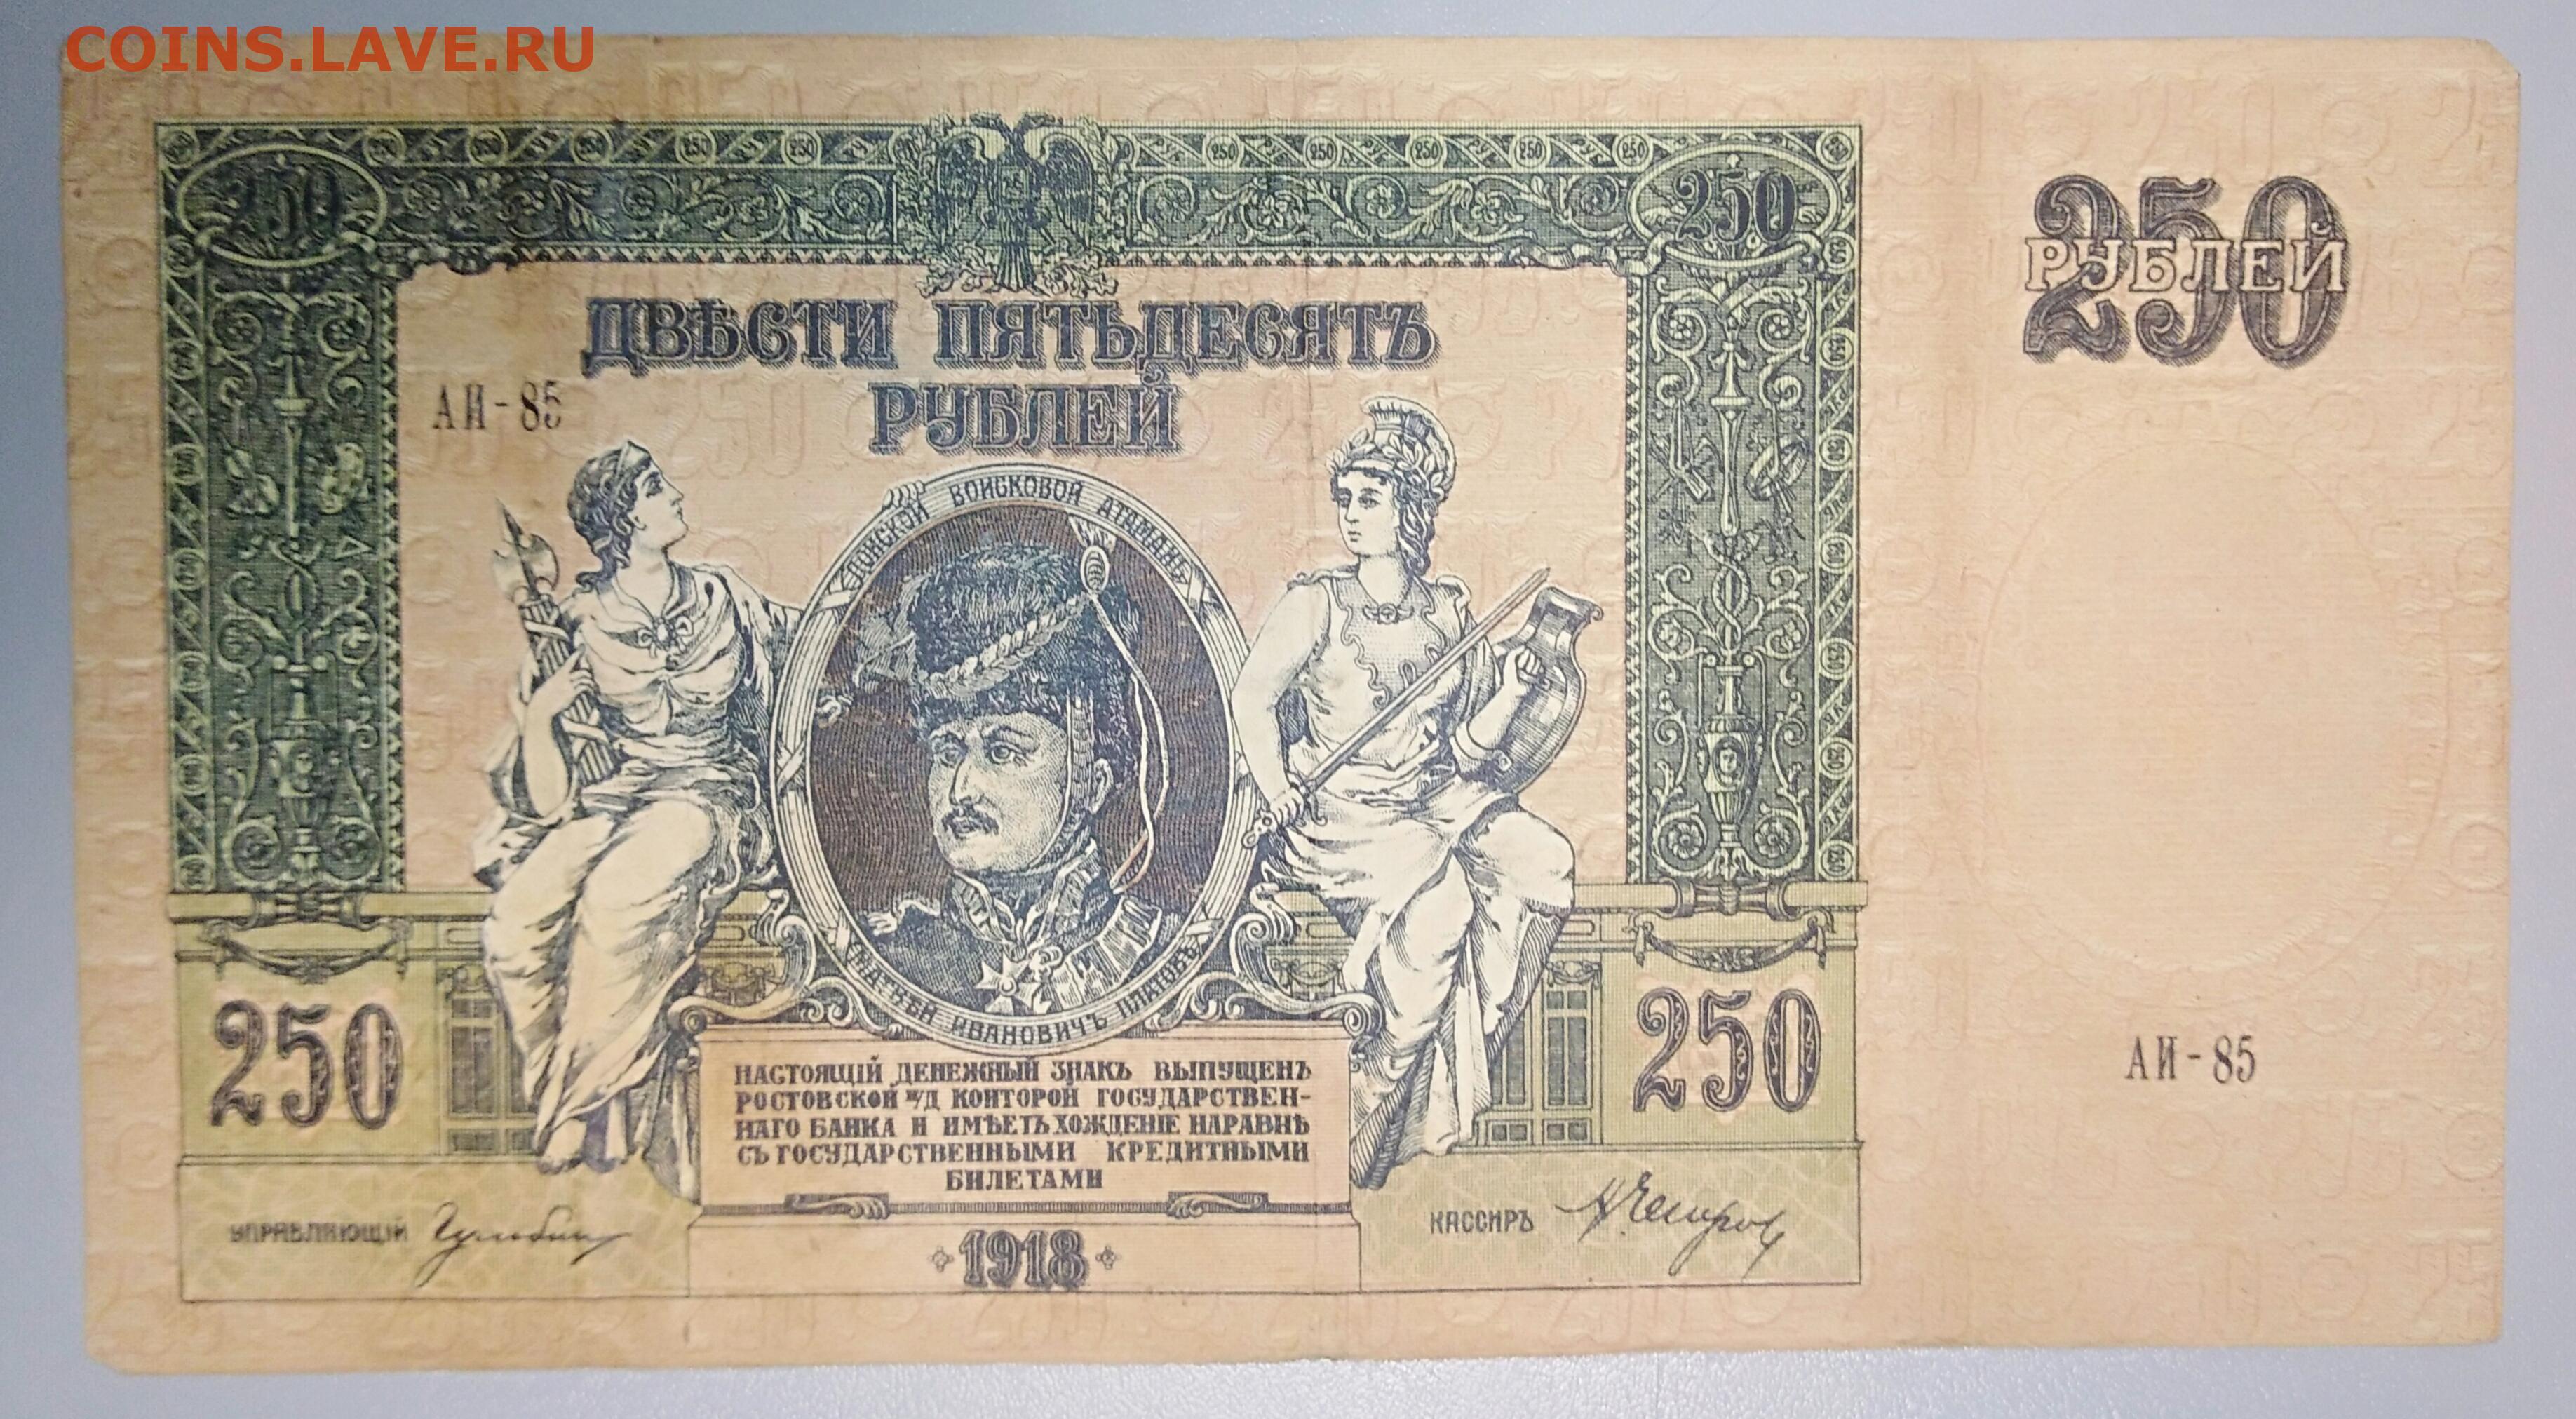 COINS.LAVE.RU
250
250
250
РУБЛЕЙ
ДВѢСТИ ПЯТЬДЕСЯТЪ
РУБЛЕЙ
АИ-85
ДОНСКОЙ ВОЙСКОВОЙ АТАМАНЪ
МАТВѢЙ ИВАНОВИЧЪ ПЛАТОВЪ
250
250
АИ-85
НАСТОЯЩІЙ ДЕНЕЖНЫЙ ЗНАКЪ ВЫПУЩЕНЪ
РОСТОВСКОЙ Н/Д КОНТОРОЙ ГОСУДАРСТВЕН-
НАГО БАНКА И ИМѢЕТЪ ХОЖДЕНІЕ НАРАВНѢ
СЪ ГОСУДАРСТВЕННЫМИ КРЕДИТНЫМИ
БИЛЕТАМИ
УПРАВЛЯЮЩІЙ
КАССИРЪ
1918